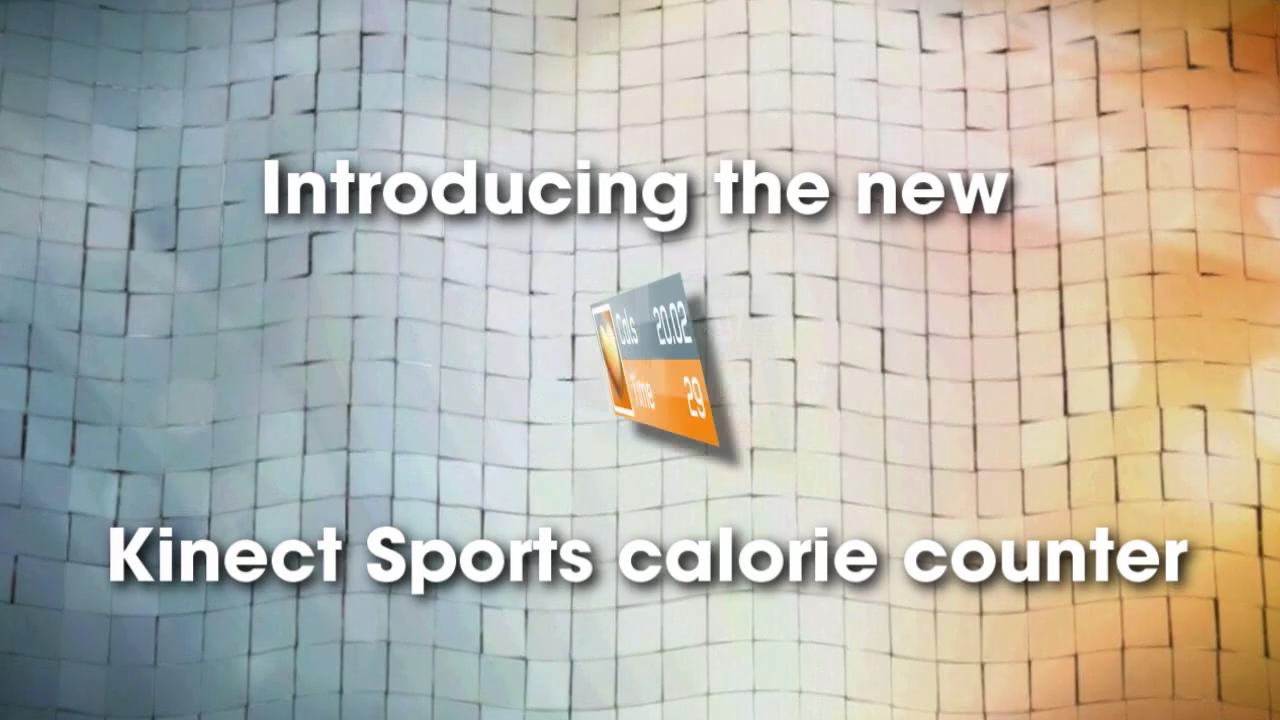 Introducing the new
Cals 20.02
Time 29
Kinect Sports calorie counter